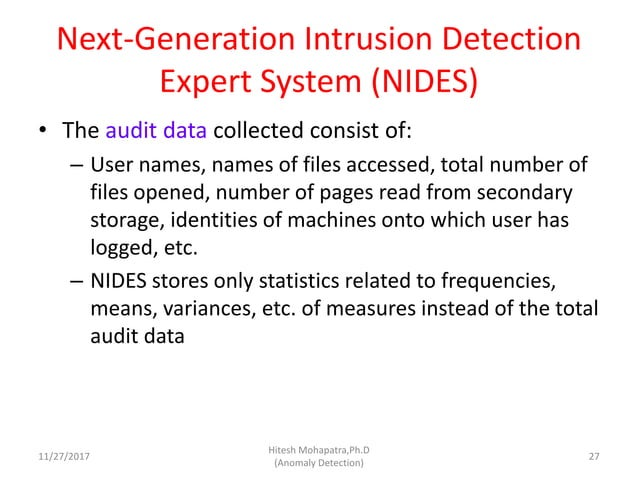 Next-Generation Intrusion Detection
Expert System (NIDES)
• The audit data collected consist of:
– User names, names of files accessed, total number of
files opened, number of pages read from secondary
storage, identities of machines onto which user has
logged, etc.
– NIDES stores only statistics related to frequencies,
means, variances, etc. of measures instead of the total
audit data
11/27/2017
Hitesh Mohapatra,Ph.D
(Anomaly Detection)
27